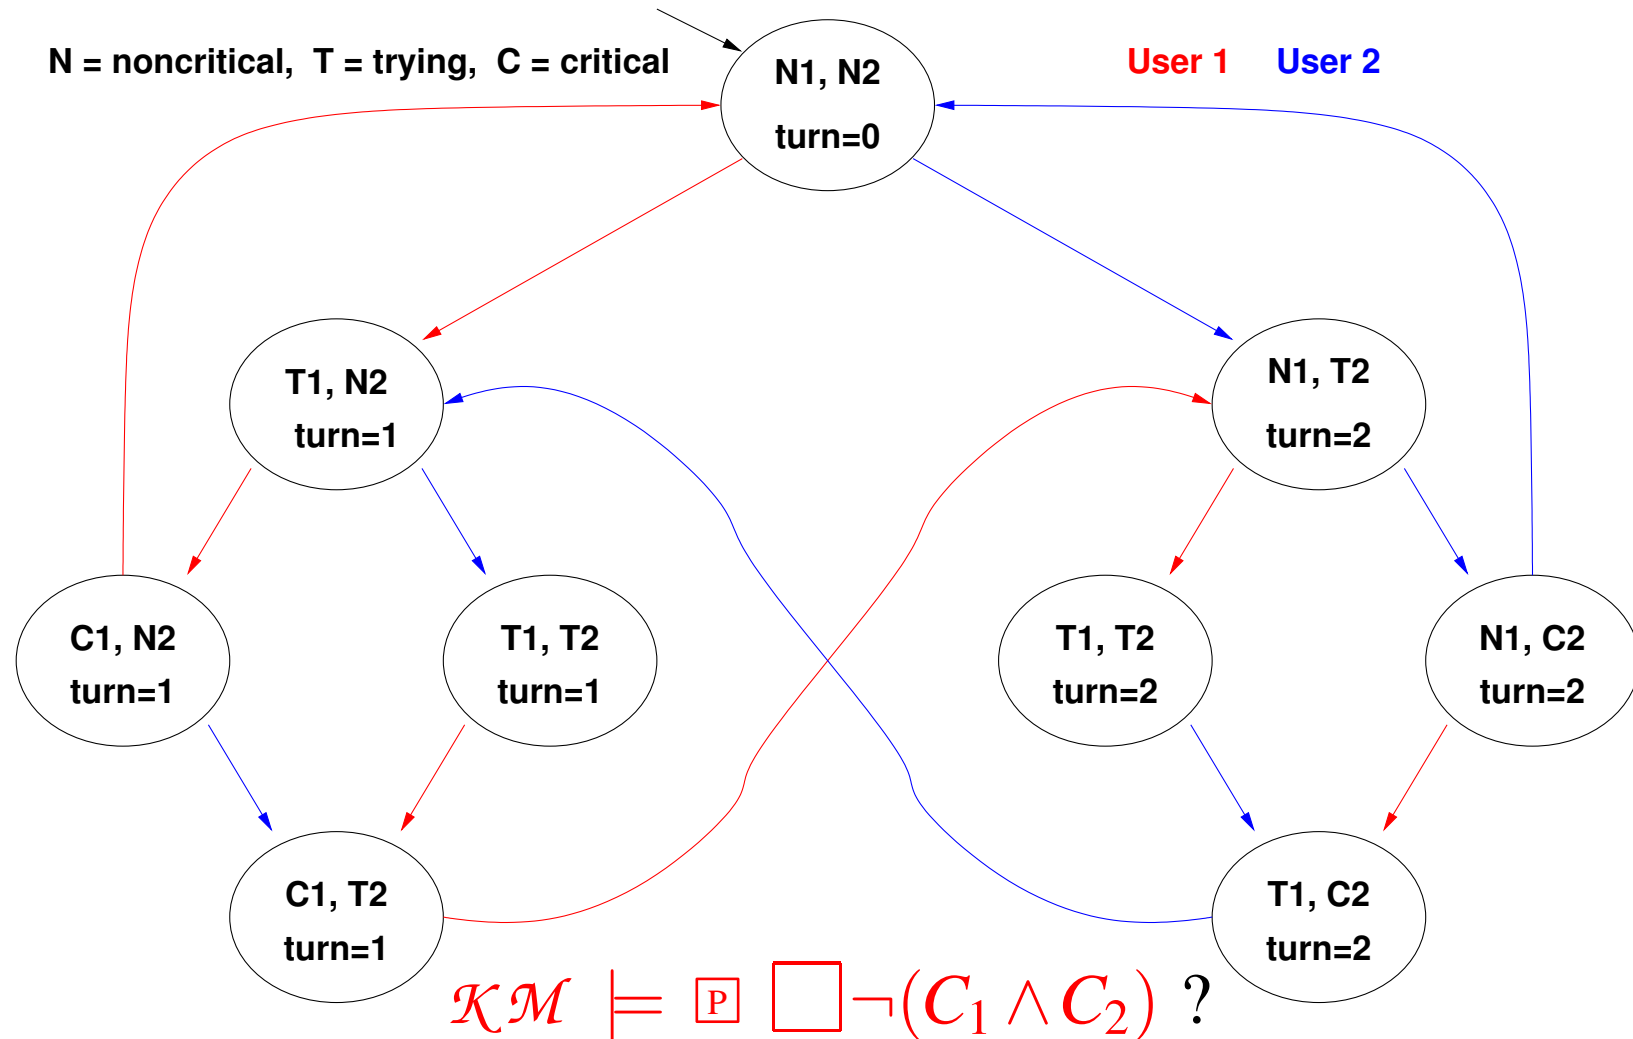 N = noncritical, T = trying, C = critical
User 1 User 2
N1, N2
turn=0
T1, N2
turn=1
N1, T2
turn=2
C1, N2
turn=1
T1, T2
turn=1
T1, T2
turn=2
N1, C2
turn=2
C1, T2
turn=1
T1, C2
turn=2
𝒦ℳ ⊨ 🄿 □¬(C₁ ∧ C₂) ?